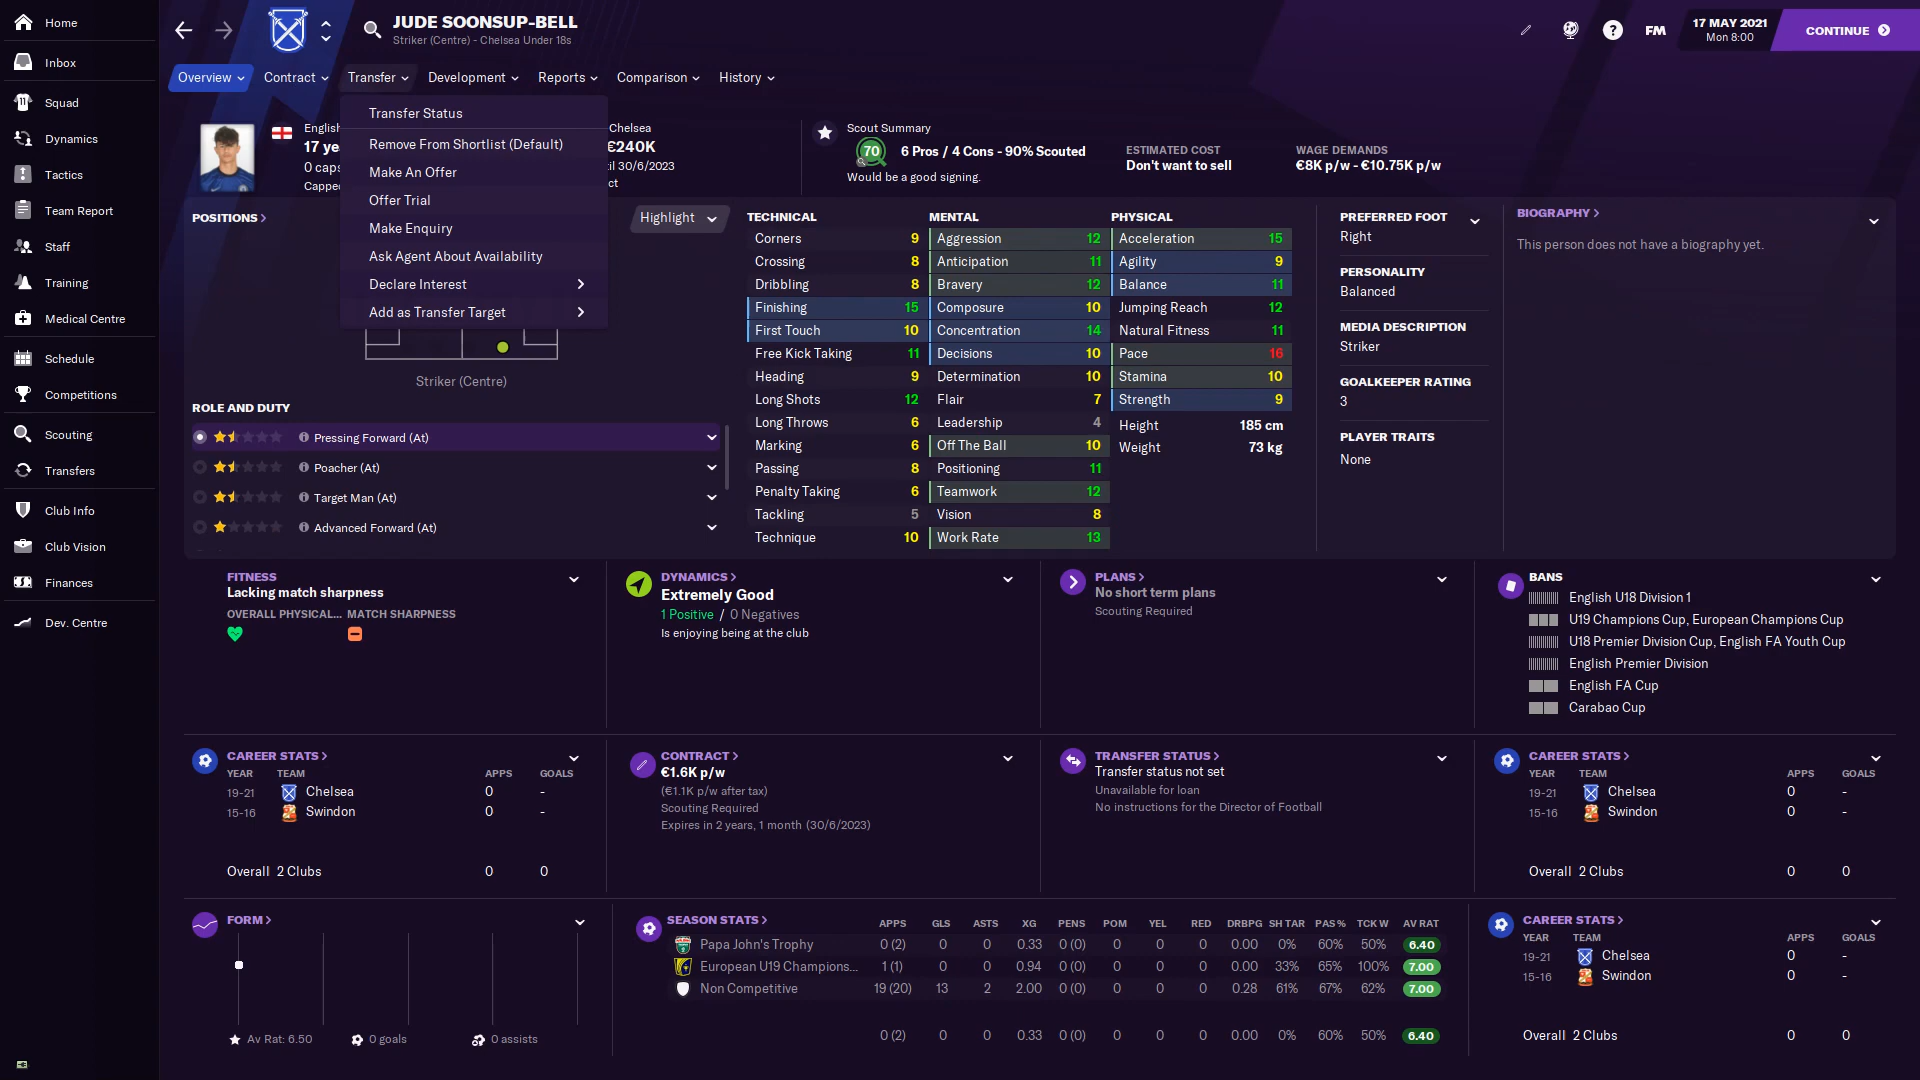 Home
Inbox
Squad
Dynamics
Tactics
Team Report
Staff
Training
Medical Centre
Schedule
Competitions
Scouting
Transfers
Club Info
Club Vision
Finances
Dev. Centre
JUDE SOONSUP-BELL
Striker (Centre) - Chelsea Under 18s
FM
17 MAY 2021
Mon 8:00
CONTINUE
Overview Contract Transfer Development Reports Comparison History
Transfer Status
Remove From Shortlist (Default)
Make An Offer
Offer Trial
Make Enquiry
Ask Agent About Availability
Declare Interest
Add as Transfer Target
English
17 ye
0 caps
Cappe
Chelsea
€240K
til 30/6/2023
ct
Scout Summary
70 6 Pros / 4 Cons - 90% Scouted
Would be a good signing.
ESTIMATED COST
Don't want to sell
WAGE DEMANDS
€8K p/w - €10.75K p/w
POSITIONS
Highlight
Striker (Centre)
ROLE AND DUTY
Pressing Forward (At)
Poacher (At)
Target Man (At)
Advanced Forward (At)
TECHNICAL
Corners 9
Crossing 8
Dribbling 8
Finishing 15
First Touch 10
Free Kick Taking 11
Heading 9
Long Shots 12
Long Throws 6
Marking 6
Passing 8
Penalty Taking 6
Tackling 5
Technique 10
MENTAL
Aggression 12
Anticipation 11
Bravery 12
Composure 10
Concentration 14
Decisions 10
Determination 10
Flair 7
Leadership 4
Off The Ball 10
Positioning 11
Teamwork 12
Vision 8
Work Rate 13
PHYSICAL
Acceleration 15
Agility 9
Balance 11
Jumping Reach 12
Natural Fitness 11
Pace 16
Stamina 10
Strength 9
Height 185 cm
Weight 73 kg
PREFERRED FOOT
Right
PERSONALITY
Balanced
MEDIA DESCRIPTION
Striker
GOALKEEPER RATING
3
PLAYER TRAITS
None
BIOGRAPHY
This person does not have a biography yet.
FITNESS
Lacking match sharpness
OVERALL PHYSICAL... MATCH SHARPNESS
DYNAMICS
Extremely Good
1 Positive / 0 Negatives
Is enjoying being at the club
PLANS
No short term plans
Scouting Required
BANS
English U18 Division 1
U19 Champions Cup, European Champions Cup
U18 Premier Division Cup, English FA Youth Cup
English Premier Division
English FA Cup
Carabao Cup
CAREER STATS
YEAR TEAM APPS GOALS
19-21 Chelsea 0 -
15-16 Swindon 0 -
Overall 2 Clubs 0 0
CONTRACT
€1.6K p/w
(€1.1K p/w after tax)
Scouting Required
Expires in 2 years, 1 month (30/6/2023)
TRANSFER STATUS
Transfer status not set
Unavailable for loan
No instructions for the Director of Football
CAREER STATS
YEAR TEAM APPS GOALS
19-21 Chelsea 0 -
15-16 Swindon 0 -
Overall 2 Clubs 0 0
FORM
Av Rat: 6.50 0 goals 0 assists
SEASON STATS APPS GLS ASTS XG PENS POM YEL RED DRBPG SH TAR PAS % TCK W AV RAT
Papa John's Trophy 0 (2) 0 0 0.33 0 (0) 0 0 0 0.00 0% 60% 50% 6.40
European U19 Champions... 1 (1) 0 0 0.94 0 (0) 0 0 0 0.00 33% 65% 100% 7.00
Non Competitive 19 (20) 13 2 2.00 0 (0) 0 0 0 0.28 61% 67% 62% 7.00
0 (2) 0 0 0.33 0 (0) 0 0 0 0.00 0% 60% 50% 6.40
CAREER STATS
YEAR TEAM APPS GOALS
19-21 Chelsea 0 -
15-16 Swindon 0 -
Overall 2 Clubs 0 0